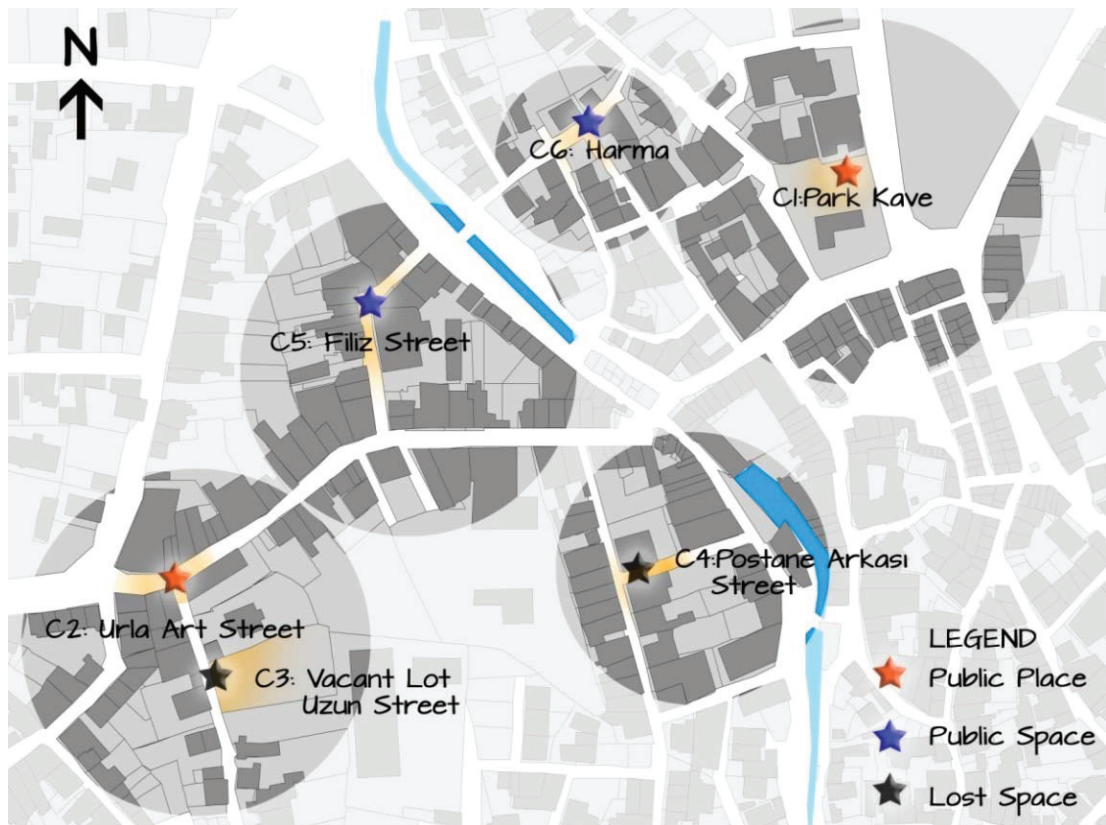 N
C6: Harma
C1:Park Kave
C5: Filiz Street
C4:Postane Arkası
Street
C2: Urla Art Street
C3: Vacant Lot
Uzun Street
LEGEND
Public Place
Public Space
Lost Space